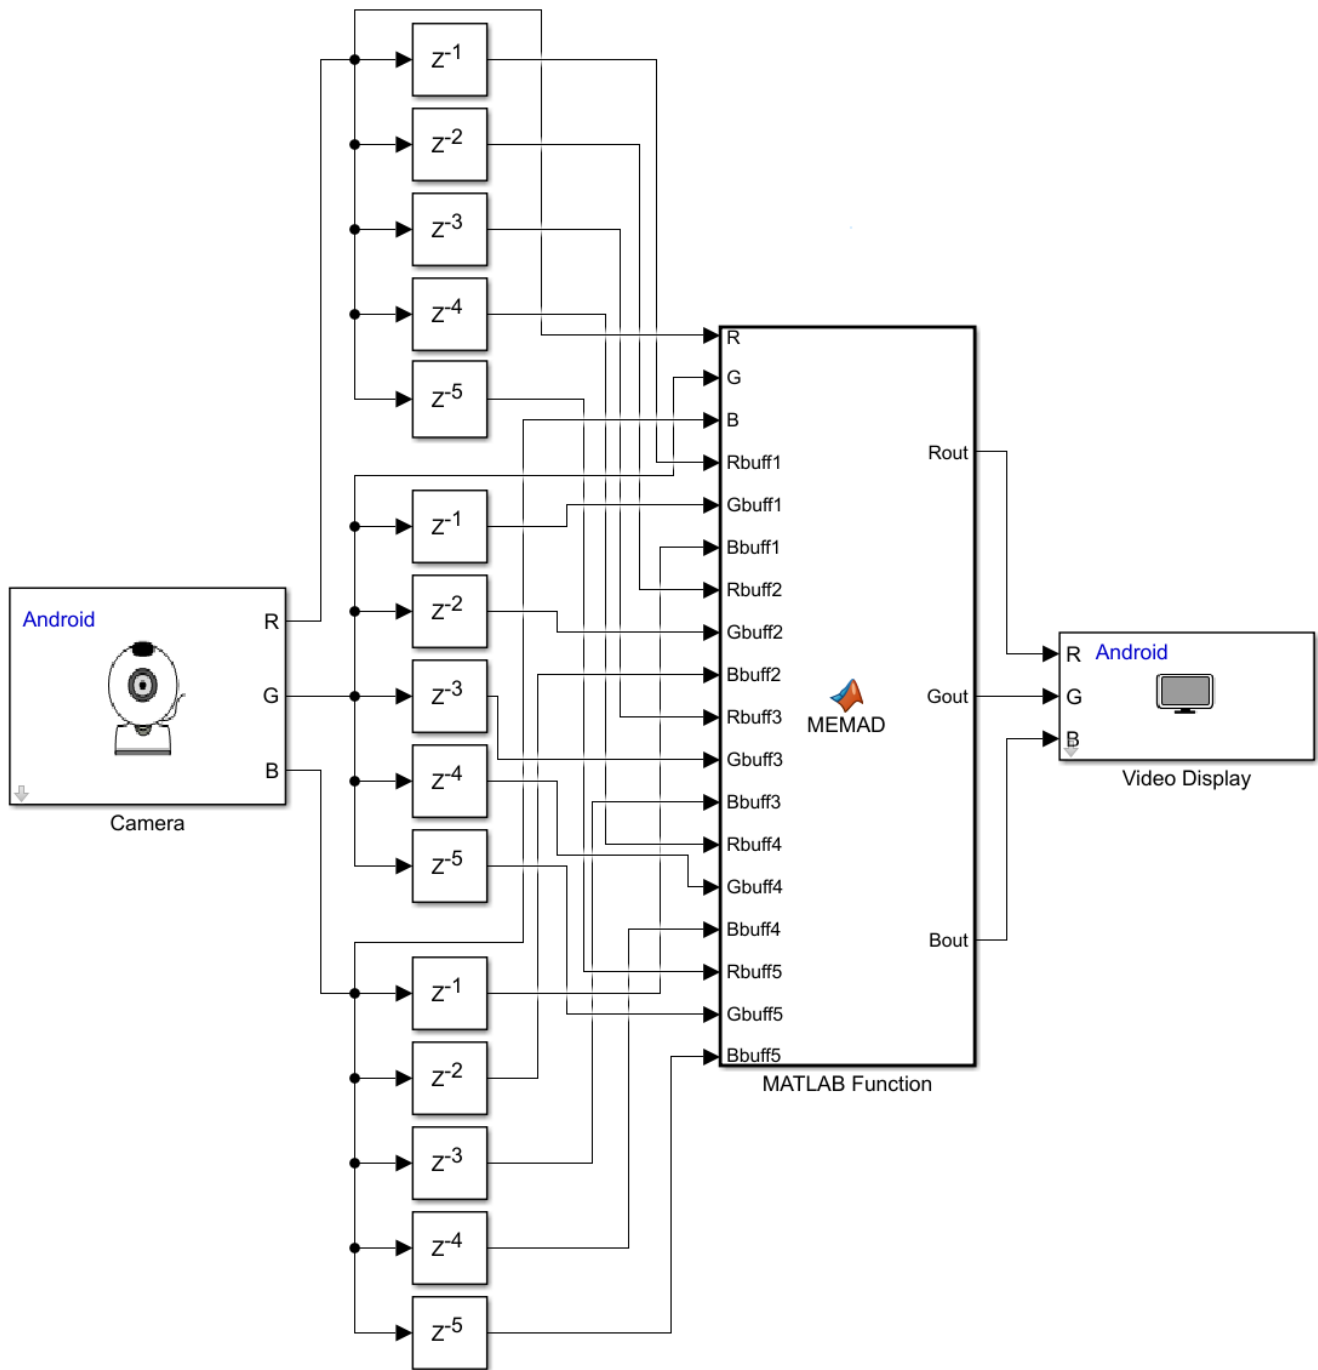 Z-1
Z-2
Z-3
Z-4
Z-5
Z-1
Z-2
Z-3
Z-4
Z-5
Z-1
Z-2
Z-3
Z-4
Z-5
Android
R
G
B
Camera
R
G
B
Rbuff1
Gbuff1
Bbuff1
Rbuff2
Gbuff2
Bbuff2
Rbuff3
Gbuff3
Bbuff3
Rbuff4
Gbuff4
Bbuff4
Rbuff5
Gbuff5
Bbuff5
MEMAD
Rout
Gout
Bout
MATLAB Function
Android
R
G
B
Video Display